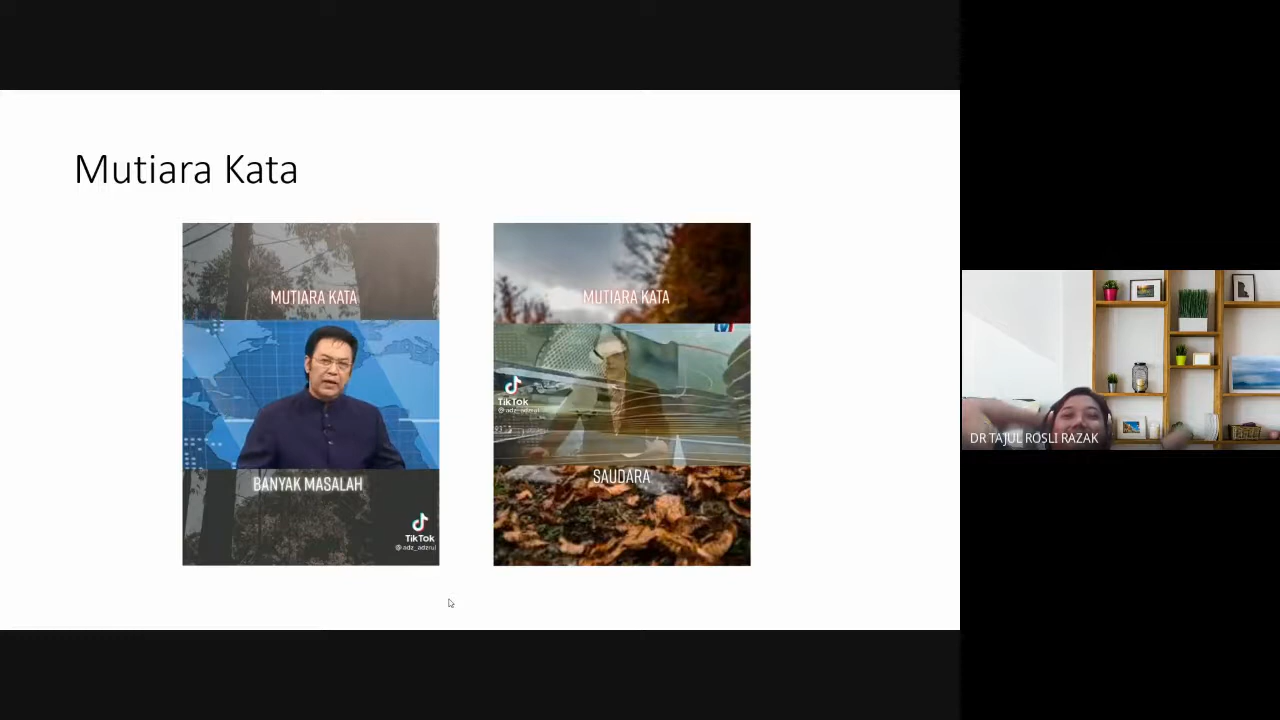 Mutiara Kata
MUTIARA KATA
BANYAK MASALAH
TikTok
@adz_adzrul
MUTIARA KATA
TikTok
@adz_adzrul
SAUDARA
DR TAJUL ROSLI RAZAK